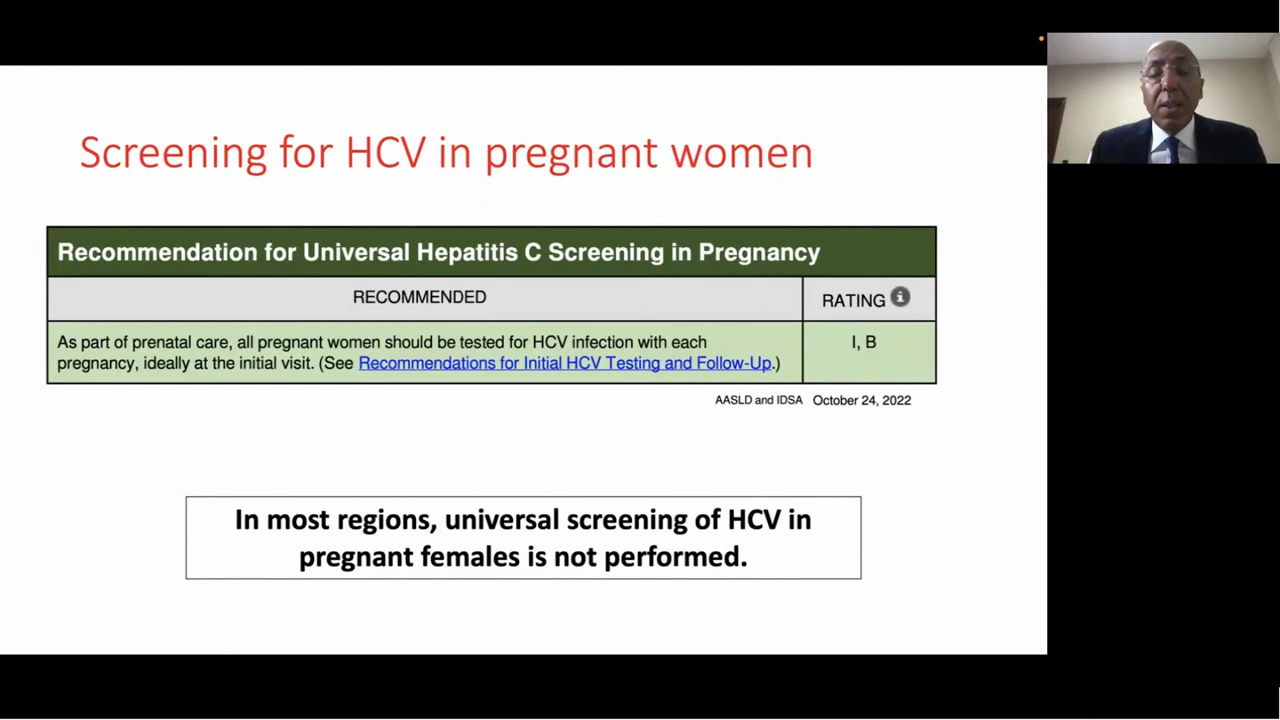 Screening for HCV in pregnant women
Recommendation for Universal Hepatitis C Screening in Pregnancy
RECOMMENDED
RATING
As part of prenatal care, all pregnant women should be tested for HCV infection with each
pregnancy, ideally at the initial visit. (See Recommendations for Initial HCV Testing and Follow-Up.)
I, B
AASLD and IDSA October 24, 2022
In most regions, universal screening of HCV in
pregnant females is not performed.